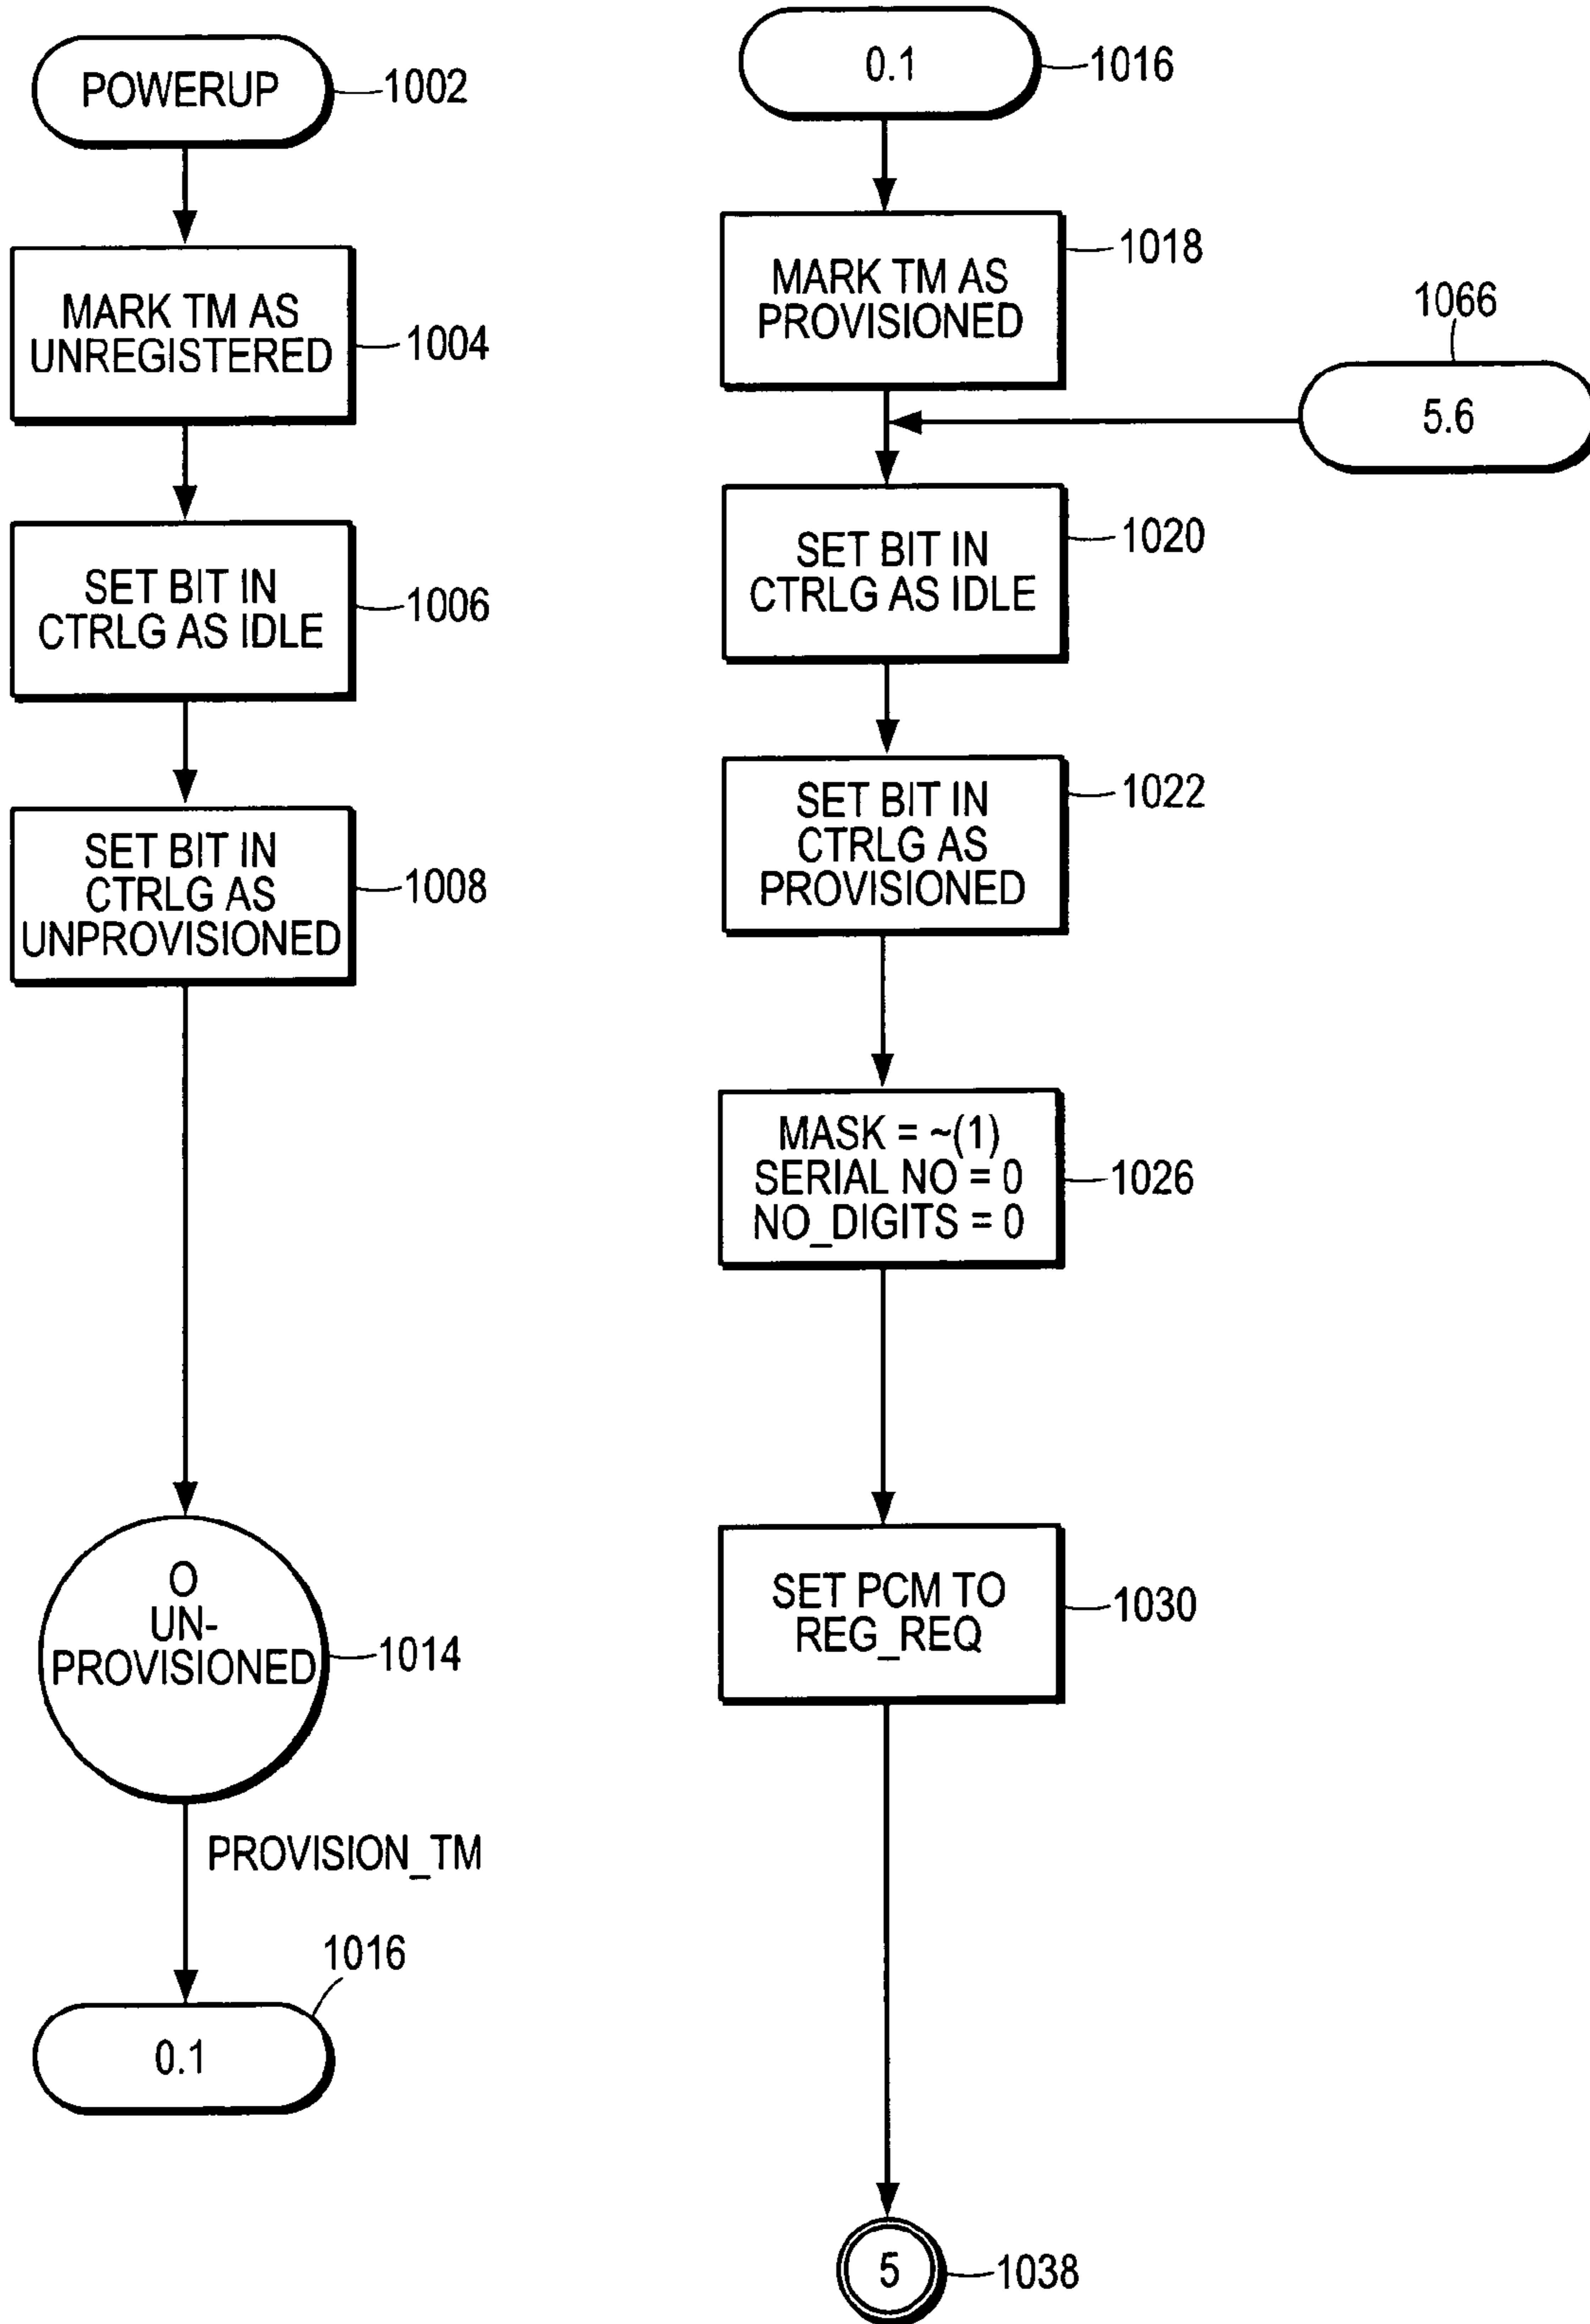 POWERUP
1002
MARK TM AS
UNREGISTERED
1004
SET BIT IN
CTRLG AS IDLE
1006
SET BIT IN
CTRLG AS
UNPROVISIONED
1008
O
UN-
PROVISIONED
1014
PROVISION_TM
1016
0.1
0.1
1016
MARK TM AS
PROVISIONED
1018
1066
5.6
SET BIT IN
CTRLG AS IDLE
1020
SET BIT IN
CTRLG AS
PROVISIONED
1022
MASK = ~(1)
SERIAL NO = 0
NO_DIGITS = 0
1026
SET PCM TO
REG_REQ
1030
5
1038